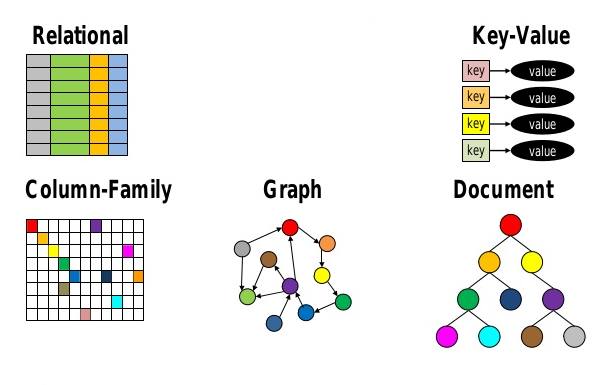 Relational
Key-Value
key value
key value
key value
key value
Column-Family
Graph
Document